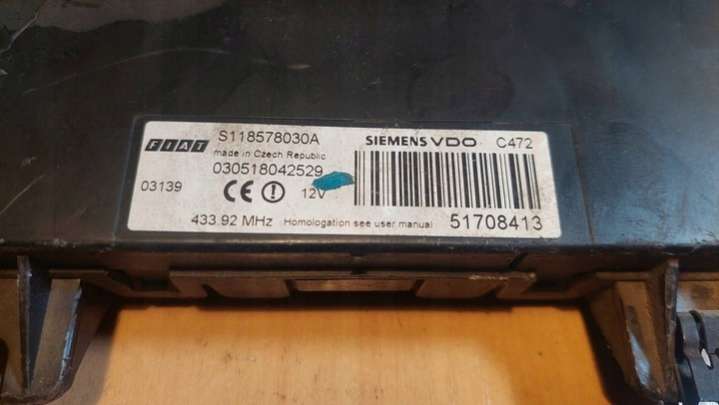 FIAT S118578030A SIEMENS VDO C472
made in Czech Republic
030518042529
03139 CE 12V
433.92 MHz Homologation see user manual 51708413